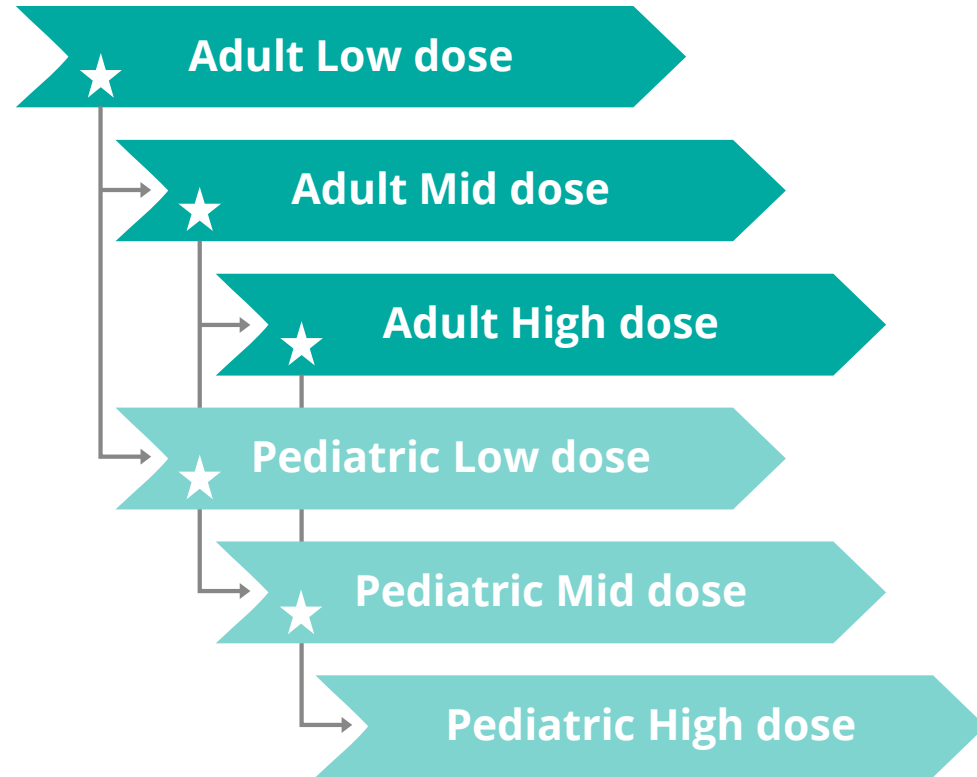 Adult Low dose
Adult Mid dose
Adult High dose
Pediatric Low dose
Pediatric Mid dose
Pediatric High dose